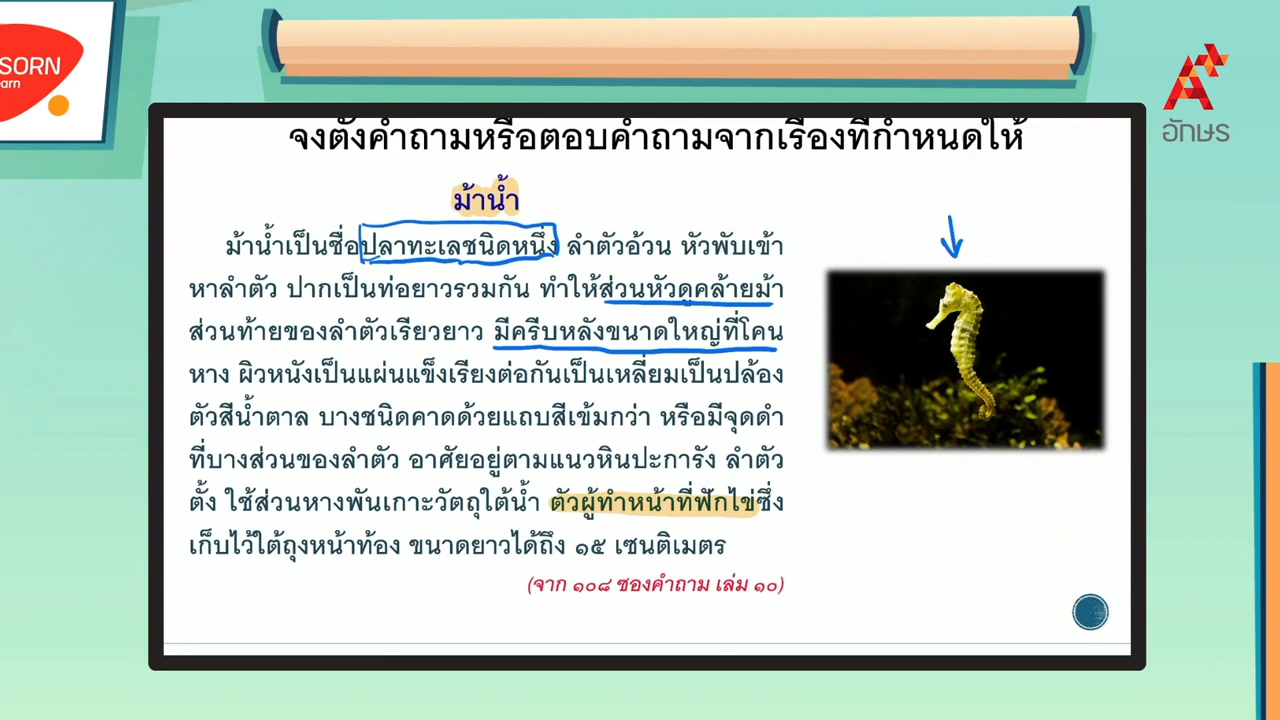 SORN
arn
อักษร
จงตั้งคำถามหรือตอบคำถามจากเรื่องที่กำหนดให้
ม้าน้ำ
ม้าน้ำเป็นชื่อปลาทะเลชนิดหนึ่ง ลำตัวอ้วน หัวพับเข้า
หาลำตัว ปากเป็นท่อยาวรวมกัน ทำให้ส่วนหัวดูคล้ายม้า
ส่วนท้ายของลำตัวเรียวยาว มีครีบหลังขนาดใหญ่ที่โคน
หาง ผิวหนังเป็นแผ่นแข็งเรียงต่อกันเป็นเหลี่ยมเป็นปล้อง
ตัวสีน้ำตาล บางชนิดคาดด้วยแถบสีเข้มกว่า หรือมีจุดดำ
ที่บางส่วนของลำตัว อาศัยอยู่ตามแนวหินปะการัง ลำตัว
ตั้ง ใช้ส่วนหางพันเกาะวัตถุใต้น้ำ ตัวผู้ทำหน้าที่ฟักไข่ซึ่ง
เก็บไว้ใต้ถุงหน้าท้อง ขนาดยาวได้ถึง ๑๕ เซนติเมตร
(จาก ๑๐๘ ซองคำถาม เล่ม ๑๐)